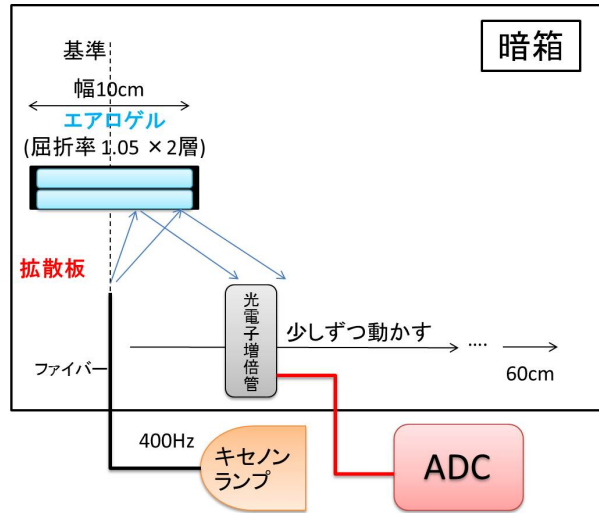 基準
暗箱
幅10cm
エアロゲル
(屈折率 1.05 × 2層)
拡散板
光電子増倍管
少しずつ動かす
‥‥
60cm
ファイバー
400Hz
キセノン
ランプ
ADC